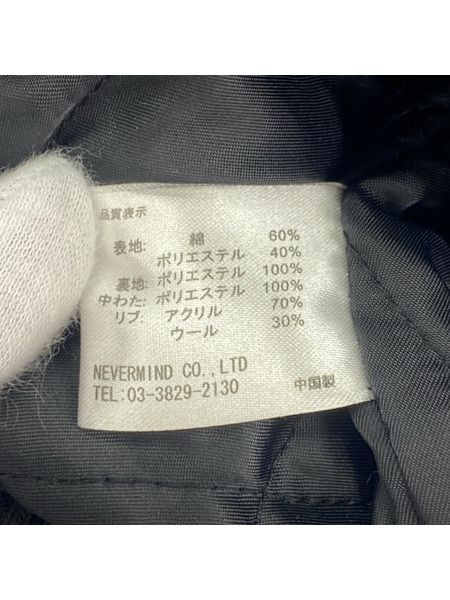 品質表示
表地: 綿 60%
ポリエステル 40%
裏地: ポリエステル 100%
中わた: ポリエステル 100%
リブ: アクリル 70%
ウール 30%
NEVERMIND CO.,LTD
TEL:03-3829-2130 中国製